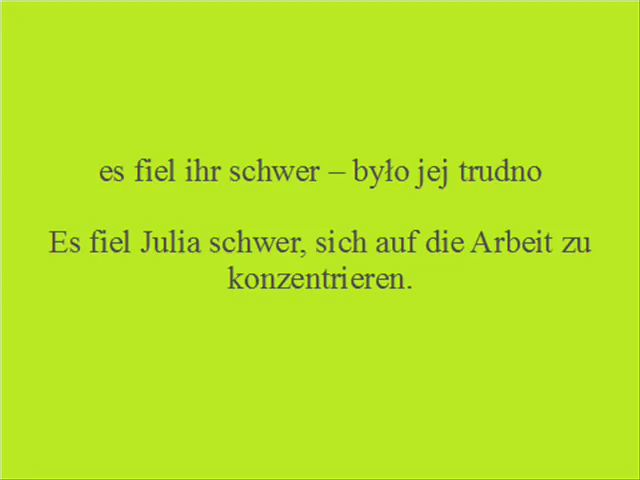 es fiel ihr schwer – było jej trudno
Es fiel Julia schwer, sich auf die Arbeit zu
konzentrieren.